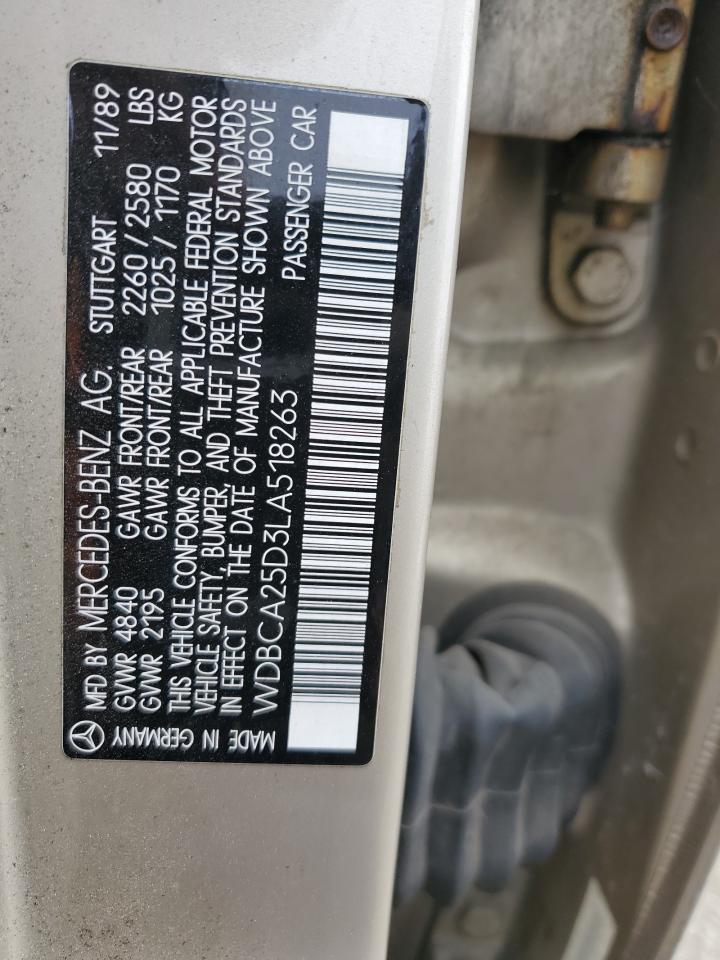 MFD BY MERCEDES-BENZ AG. STUTTGART 11/89
GVWR 4840 GAWR FRONT/REAR 2260/2580 LBS
GVWR 2195 GAWR FRONT/REAR 1025/1170 KG
THIS VEHICLE CONFORMS TO ALL APPLICABLE FEDERAL MOTOR
VEHICLE SAFETY, BUMPER, AND THEFT PREVENTION STANDARDS
IN EFFECT ON THE DATE OF MANUFACTURE SHOWN ABOVE
WDBCA25D3LA518263 PASSENGER CAR
MADE IN GERMANY